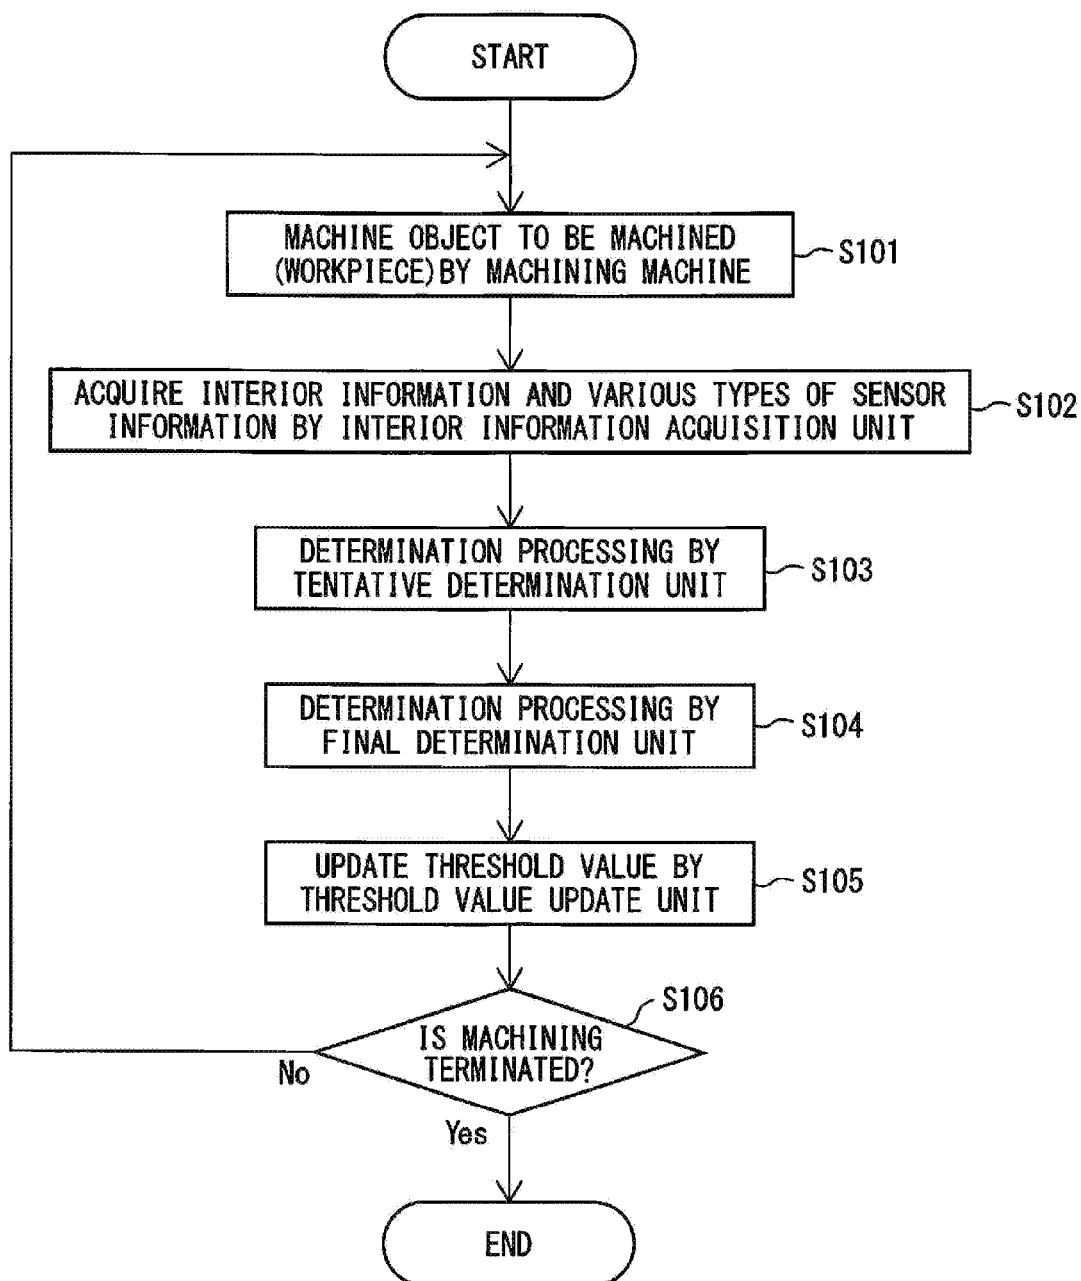 START
MACHINE OBJECT TO BE MACHINED
(WORKPIECE)BY MACHINING MACHINE
S101
ACQUIRE INTERIOR INFORMATION AND VARIOUS TYPES OF SENSOR
INFORMATION BY INTERIOR INFORMATION ACQUISITION UNIT
S102
DETERMINATION PROCESSING BY
TENTATIVE DETERMINATION UNIT
S103
DETERMINATION PROCESSING BY
FINAL DETERMINATION UNIT
S104
UPDATE THRESHOLD VALUE BY
THRESHOLD VALUE UPDATE UNIT
S105
S106
IS MACHINING
TERMINATED?
No
Yes
END